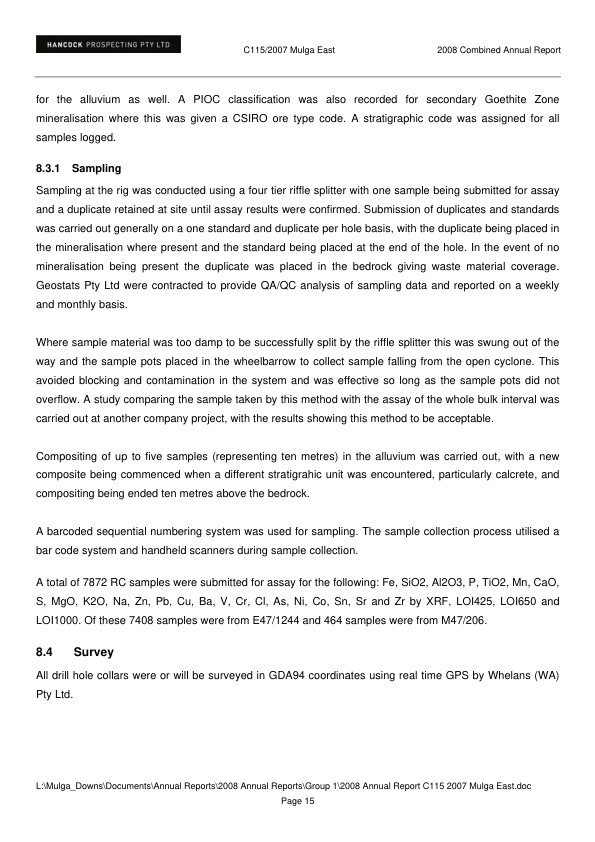 HANCOCK PROSPECTING PTY LTD
C115/2007 Mulga East
2008 Combined Annual Report
for the alluvium as well. A PIOC classification was also recorded for secondary Goethite Zone
mineralisation where this was given a CSIRO ore type code. A stratigraphic code was assigned for all
samples logged.
8.3.1 Sampling
Sampling at the rig was conducted using a four tier riffle splitter with one sample being submitted for assay
and a duplicate retained at site until assay results were confirmed. Submission of duplicates and standards
was carried out generally on a one standard and duplicate per hole basis, with the duplicate being placed in
the mineralisation where present and the standard being placed at the end of the hole. In the event of no
mineralisation being present the duplicate was placed in the bedrock giving waste material coverage.
Geostats Pty Ltd were contracted to provide QA/QC analysis of sampling data and reported on a weekly
and monthly basis.
Where sample material was too damp to be successfully split by the riffle splitter this was swung out of the
way and the sample pots placed in the wheelbarrow to collect sample falling from the open cyclone. This
avoided blocking and contamination in the system and was effective so long as the sample pots did not
overflow. A study comparing the sample taken by this method with the assay of the whole bulk interval was
carried out at another company project, with the results showing this method to be acceptable.
Compositing of up to five samples (representing ten metres) in the alluvium was carried out, with a new
composite being commenced when a different stratigrahic unit was encountered, particularly calcrete, and
compositing being ended ten metres above the bedrock.
A barcoded sequential numbering system was used for sampling. The sample collection process utilised a
bar code system and handheld scanners during sample collection.
A total of 7872 RC samples were submitted for assay for the following: Fe, SiO2, Al2O3, P, TiO2, Mn, CaO,
S, MgO, K2O, Na, Zn, Pb, Cu, Ba, V, Cr, Cl, As, Ni, Co, Sn, Sr and Zr by XRF, LOI425, LOI650 and
LOI1000. Of these 7408 samples were from E47/1244 and 464 samples were from M47/206.
8.4 Survey
All drill hole collars were or will be surveyed in GDA94 coordinates using real time GPS by Whelans (WA)
Pty Ltd.
L:\Mulga_Downs\Documents\Annual Reports\2008 Annual Reports\Group 1\2008 Annual Report C115 2007 Mulga East.doc
Page 15